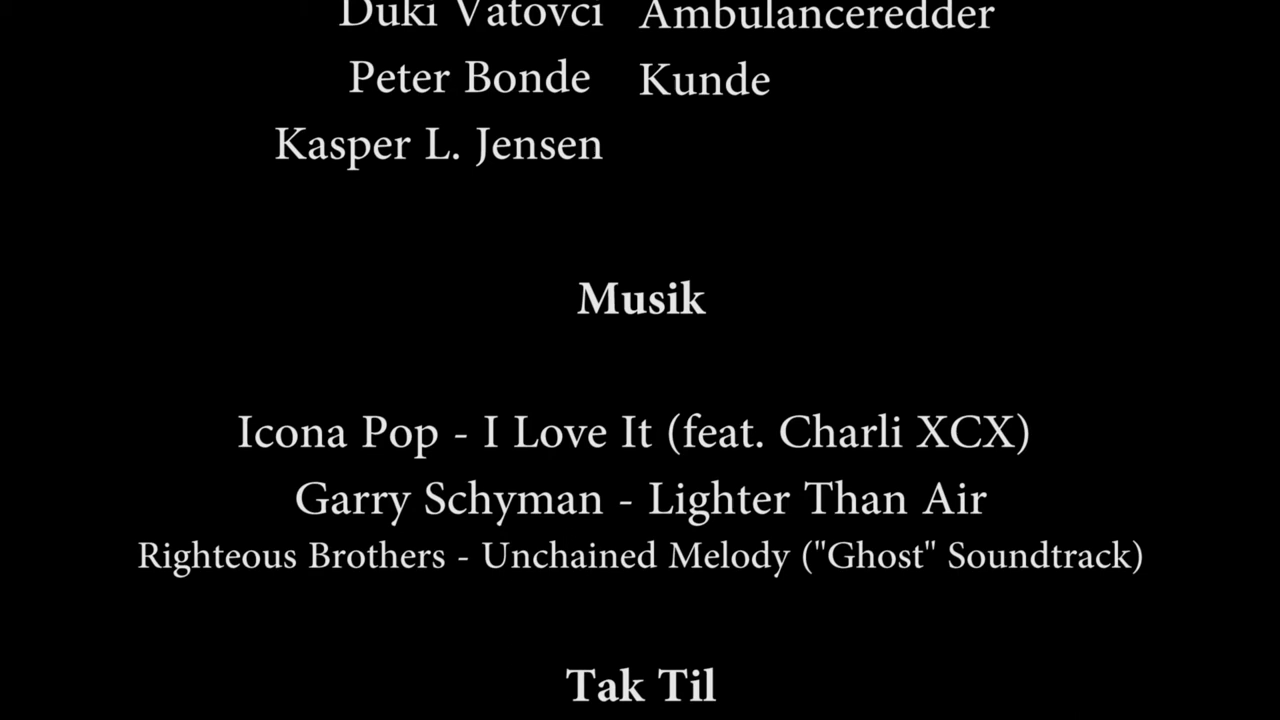 Duki Vatovci Ambulanceredder
Peter Bonde Kunde
Kasper L. Jensen
Musik
Icona Pop - I Love It (feat. Charli XCX)
Garry Schyman - Lighter Than Air
Righteous Brothers - Unchained Melody ("Ghost" Soundtrack)
Tak Til